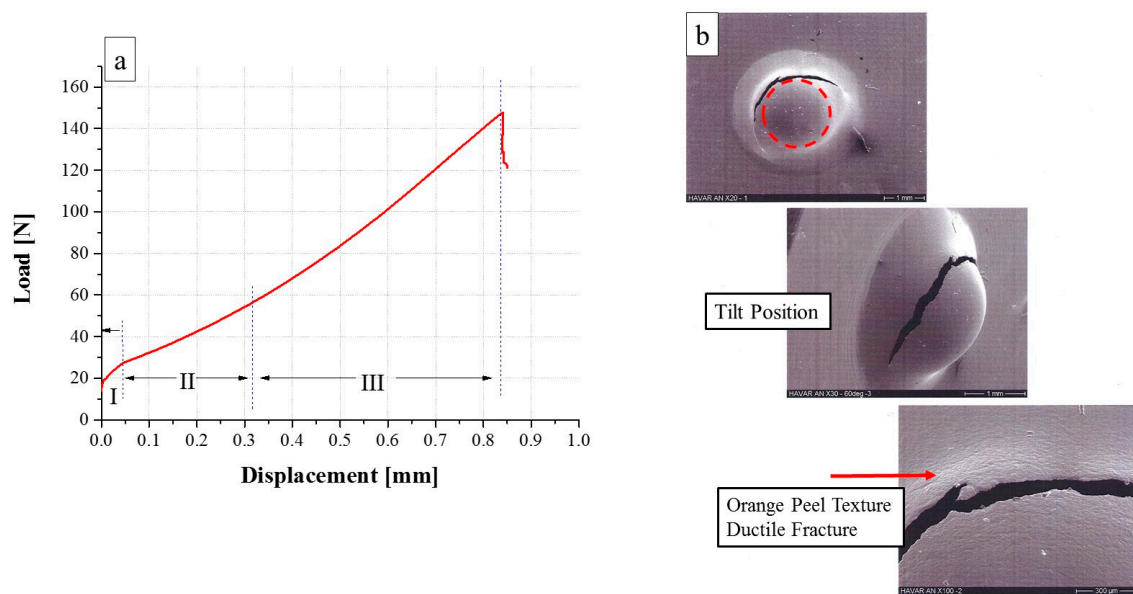 a
160
140
120
100
80
60
40
20
0
Load [N]
I
II
III
0.0 0.1 0.2 0.3 0.4 0.5 0.6 0.7 0.8 0.9 1.0
Displacement [mm]
b
HAVAR AN X20 - 1
1 mm
Tilt Position
HAVAR AN X30 - 60deg -3
1 mm
Orange Peel Texture
Ductile Fracture
HAVAR AN X100 -2
300 µm